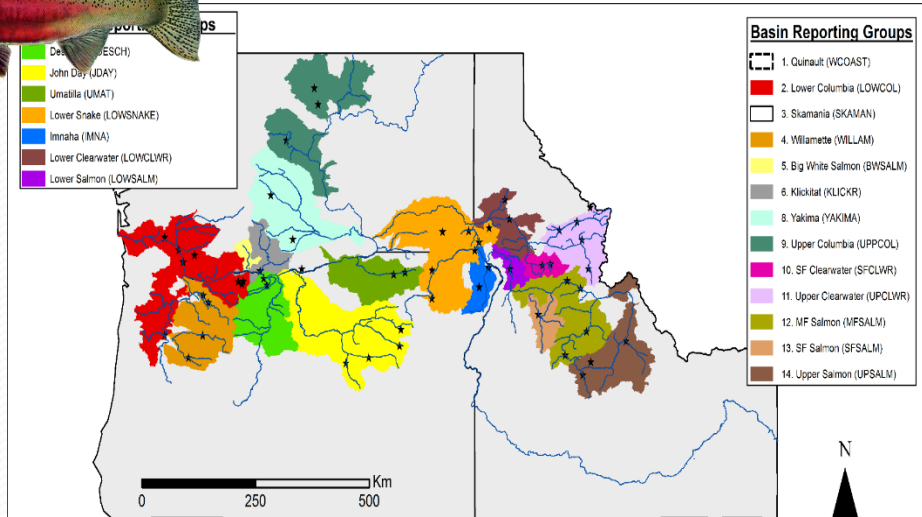 ps
John Day (JDAY)
Umatilla (UMAT)
Lower Snake (LOWSNAKE)
Imnaha (IMNA)
Lower Clearwater (LOWCLWR)
Lower Salmon (LOWSALM)
Basin Reporting Groups
1. Quinault (WCOAST)
2. Lower Columbia (LOWCOL)
3. Skamania (SKAMAN)
4. Willamette (WILLAM)
5. Big White Salmon (BWSALM)
6. Klickitat (KLICKR)
8. Yakima (YAKIMA)
9. Upper Columbia (UPPCOL)
10. SF Clearwater (SFCLWR)
11. Upper Clearwater (UPCLWR)
12. MF Salmon (MFSALM)
13. SF Salmon (SFSALM)
14. Upper Salmon (UPSALM)
Km
0 250 500
N